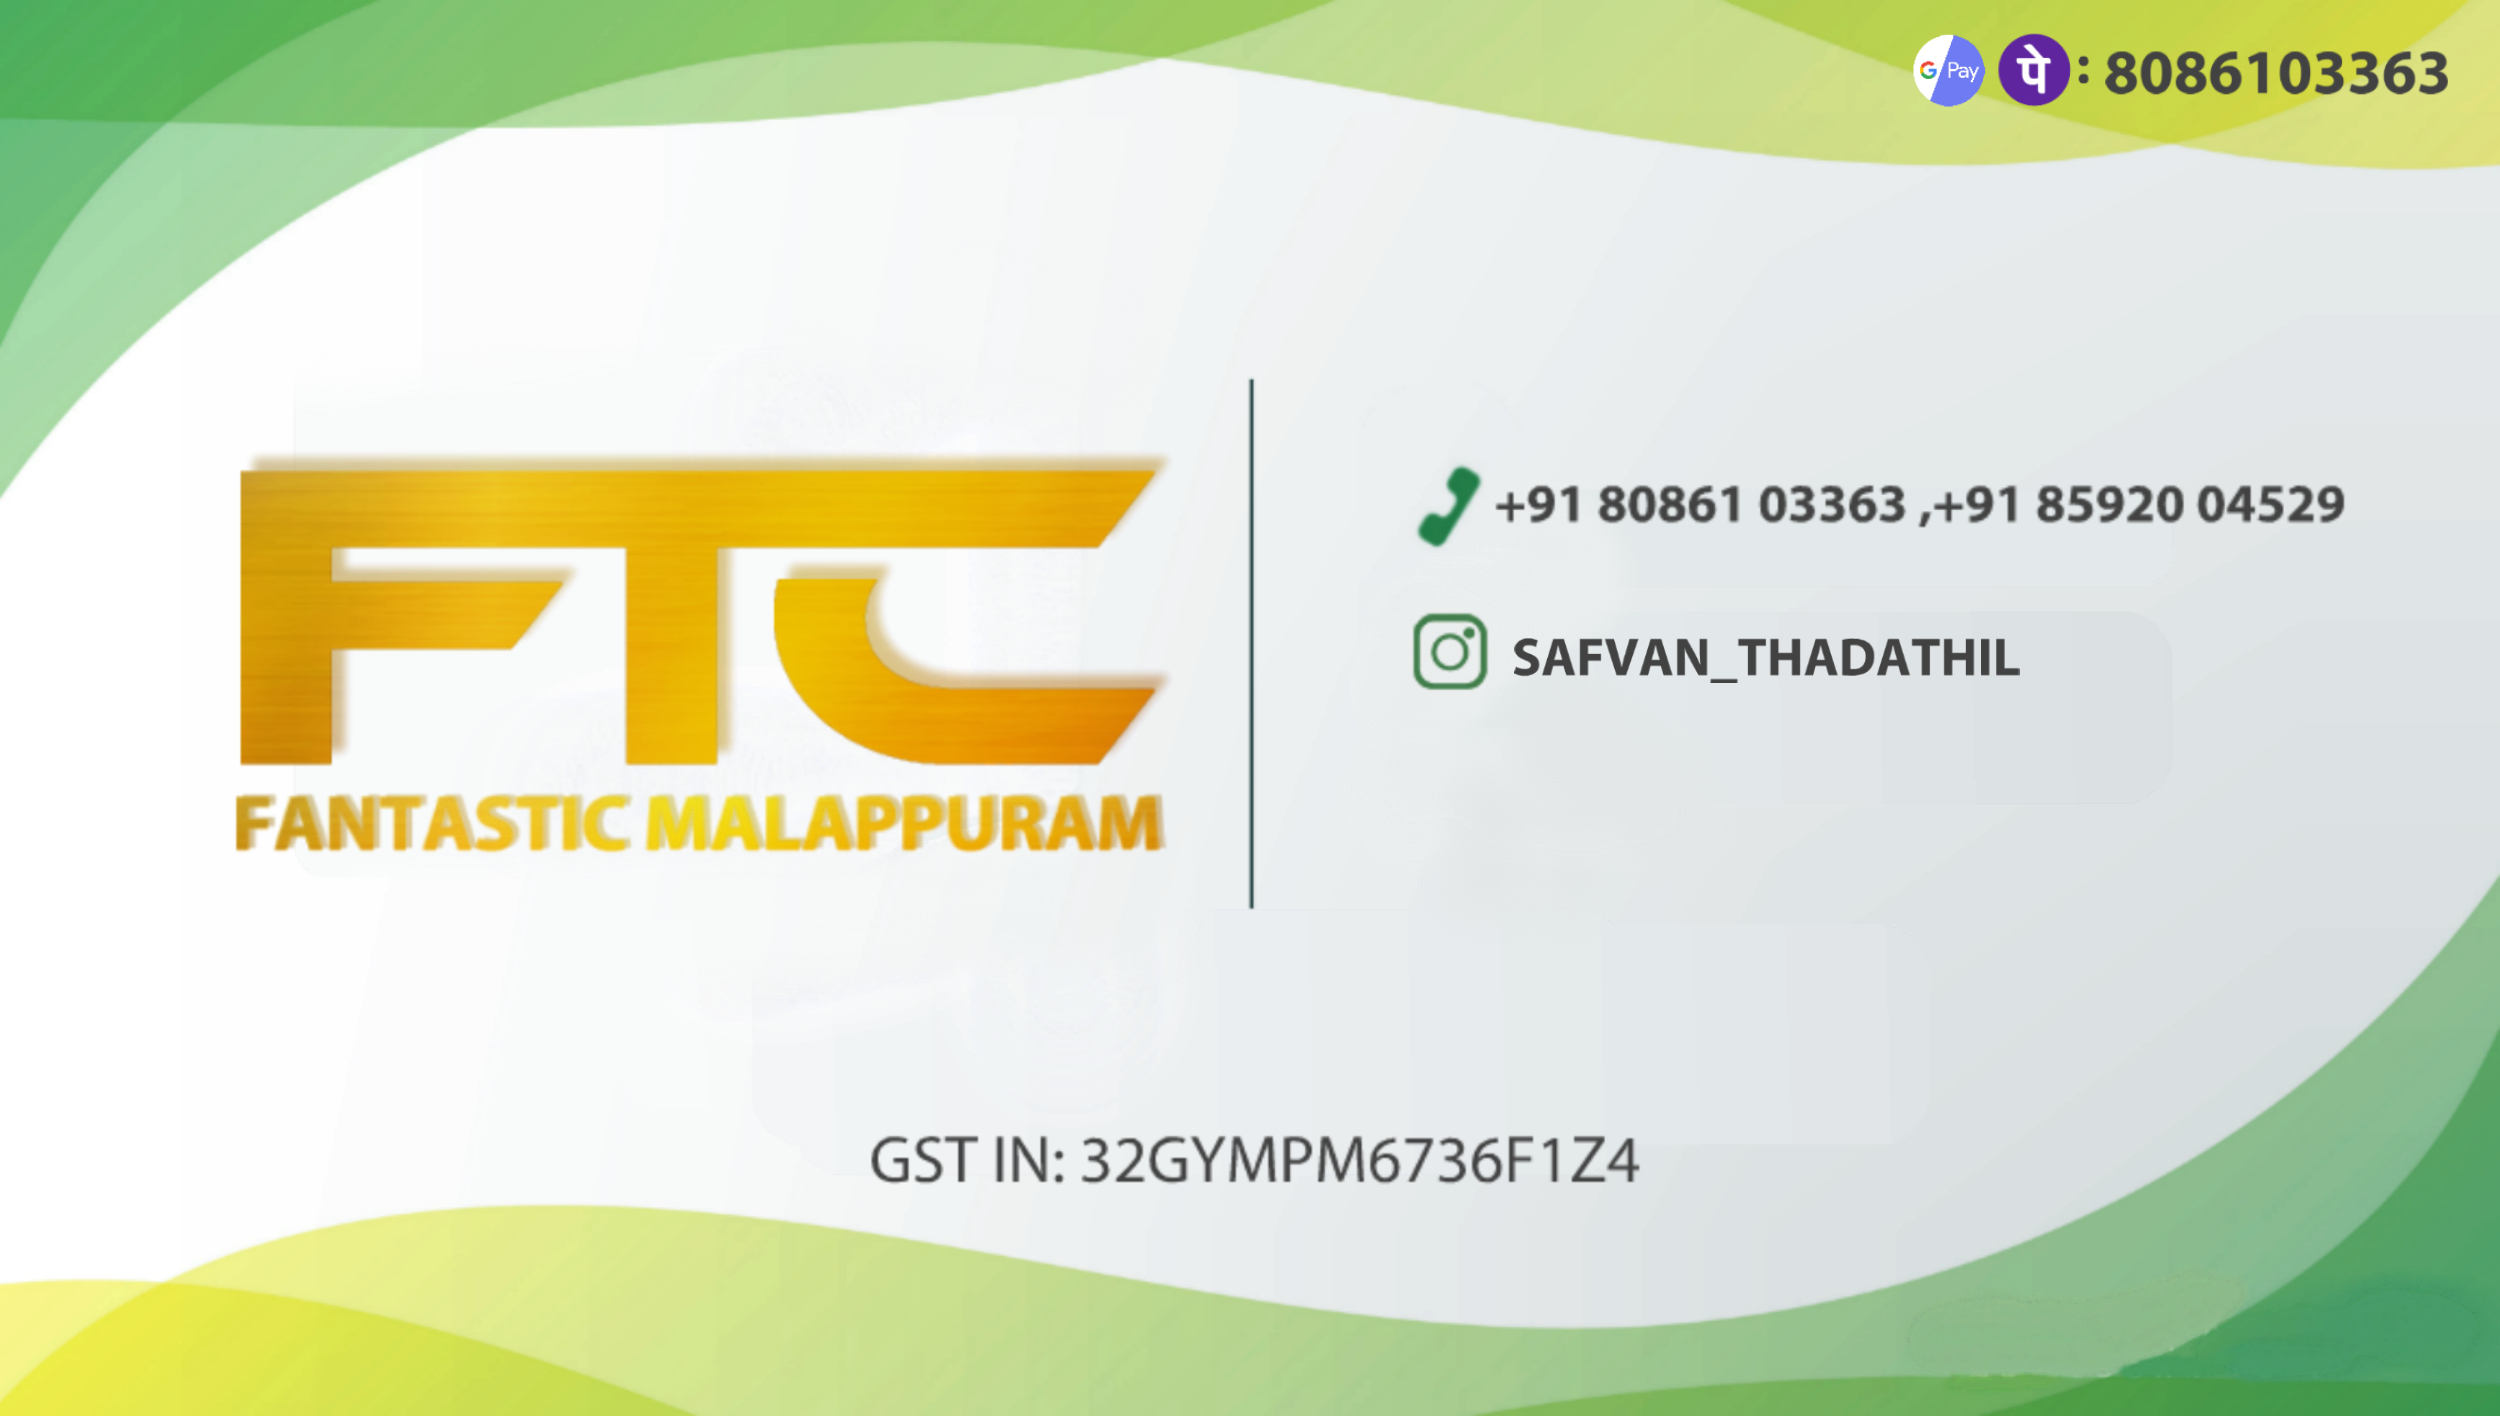 G Pay पे : 8086103363
FTC
FANTASTIC MALAPPURAM
+91 80861 03363 ,+91 85920 04529
SAFVAN_THADATHIL
GST IN: 32GYMPM6736F1Z4